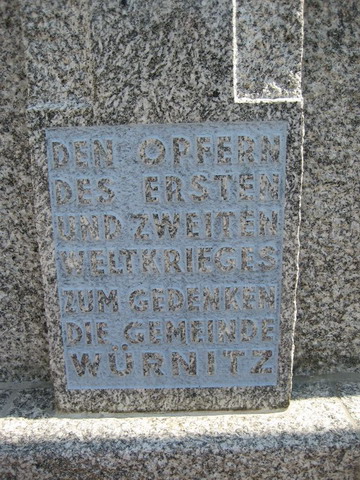 DEN OPFERN
DES ERSTEN
UND ZWEITEN
WELTKRIEGES
ZUM GEDENKEN
DIE GEMEINDE
WÜRNITZ